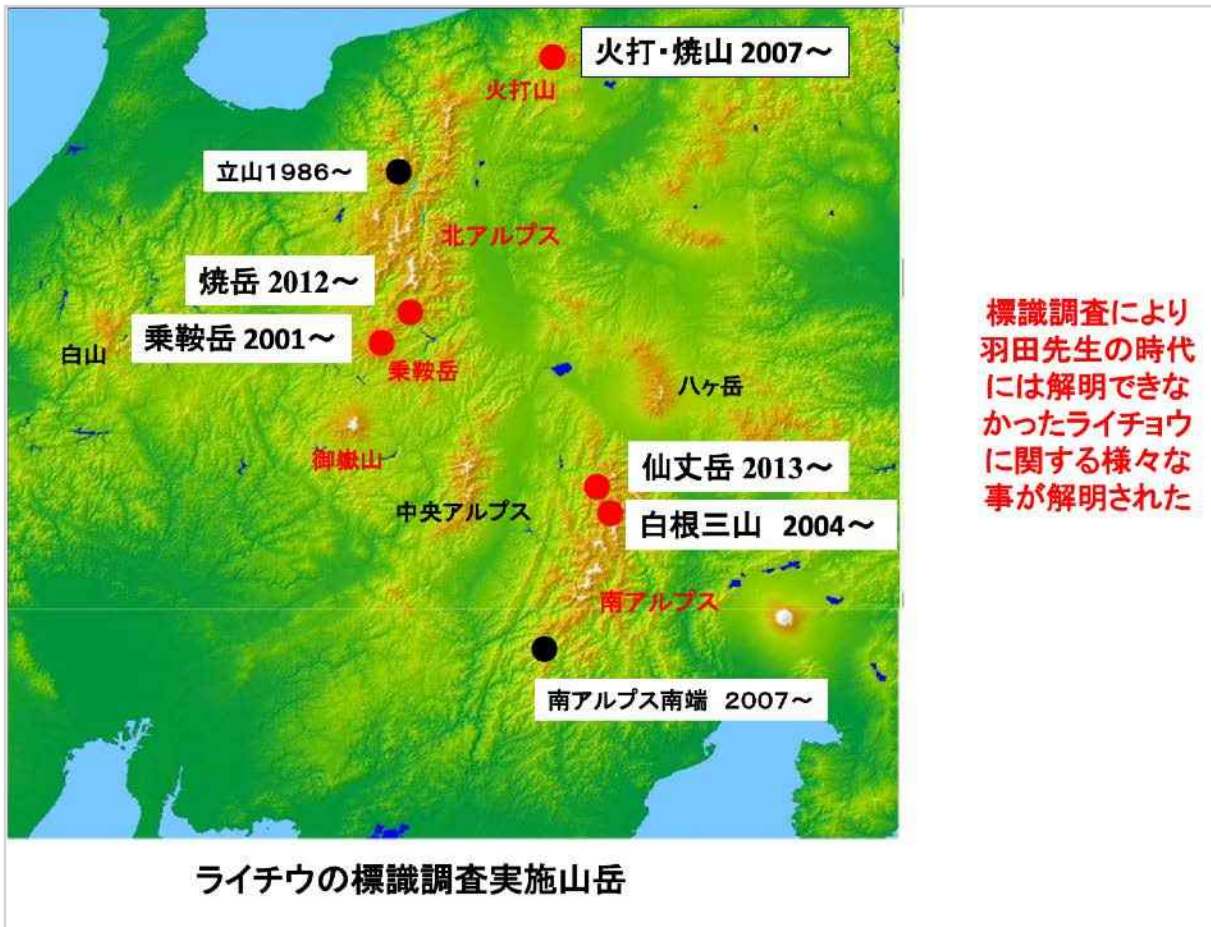 火打・焼山 2007～
火打山
立山1986～
北アルプス
焼岳 2012～
乗鞍岳 2001～
乗鞍岳
白山
八ヶ岳
御嶽山
中央アルプス
仙丈岳 2013～
白根三山 2004～
南アルプス
南アルプス南端 2007～
標識調査により
羽田先生の時代
には解明できな
かったライチョウ
に関する様々な
事が解明された
ライチウの標識調査実施山岳